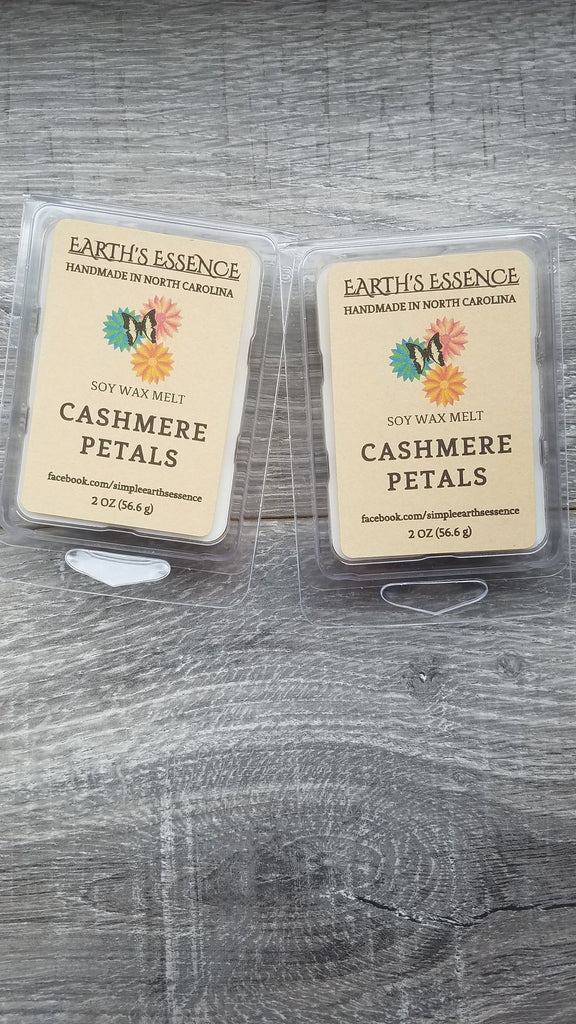 EARTH'S ESSENCE
HANDMADE IN NORTH CAROLINA
SOY WAX MELT
CASHMERE
PETALS
facebook.com/simpleearthsessence
2 OZ (56.6 g)
EARTH'S ESSENCE
HANDMADE IN NORTH CAROLINA
SOY WAX MELT
CASHMERE
PETALS
facebook.com/simpleearthsessence
2 OZ (56.6 g)